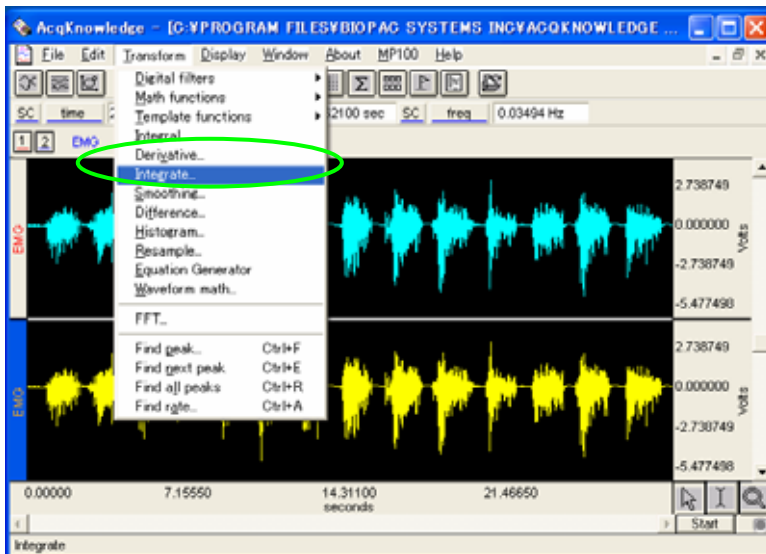 AcqKnowledge - [C:¥PROGRAM FILES¥BIOPAC SYSTEMS INC¥ACQKNOWLEDGE ...
File Edit Transform Display Window About MP100 Help
SC time 2100 sec SC freq 0.03494 Hz
1 2 EMG
Digital filters
Math functions
Template functions
Integral
Derivative...
Integrate...
Smoothing...
Difference...
Histogram...
Resample...
Equation Generator
Waveform math...
FFT...
Find peak... Ctrl+F
Find next peak Ctrl+E
Find all peaks Ctrl+R
Find rate... Ctrl+A
EMG
2.738749
0.000000
-2.738749
-5.477498
Volts
EMG
2.738749
0.000000
-2.738749
-5.477498
Volts
0.00000 7.15550 14.31100 21.46650
seconds
Start
Integrate